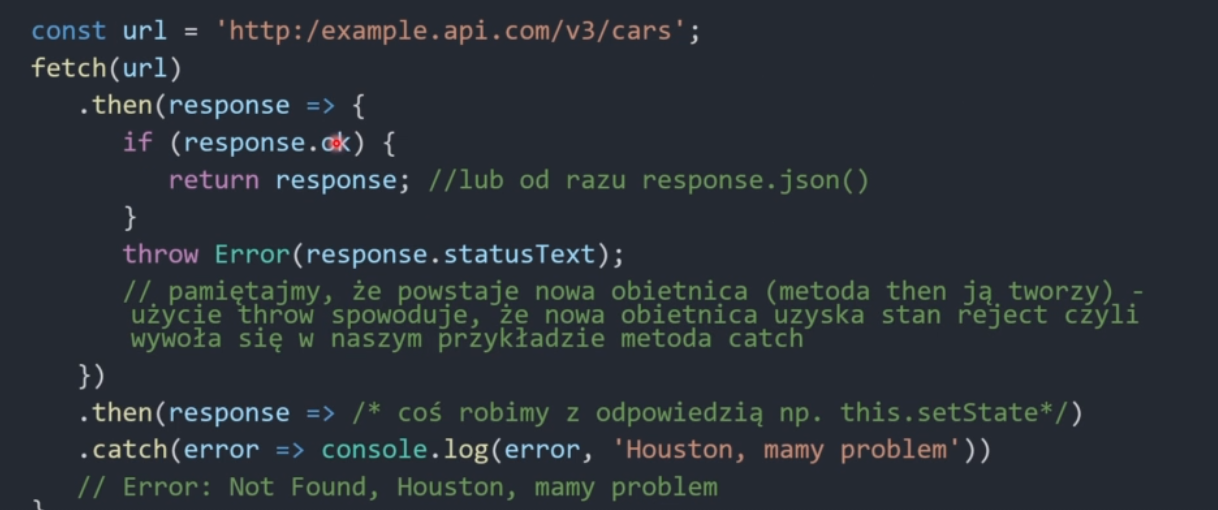 const url = 'http:/example.api.com/v3/cars';
fetch(url)
.then(response => {
if (response.ok) {
return response; //lub od razu response.json()
}
throw Error(response.statusText);
// pamiętajmy, że powstaje nowa obietnica (metoda then ją tworzy) -
użycie throw spowoduje, że nowa obietnica uzyska stan reject czyli
wywoła się w naszym przykładzie metoda catch
})
.then(response => /* coś robimy z odpowiedzią np. this.setState*/)
.catch(error => console.log(error, 'Houston, mamy problem'))
// Error: Not Found, Houston, mamy problem
}